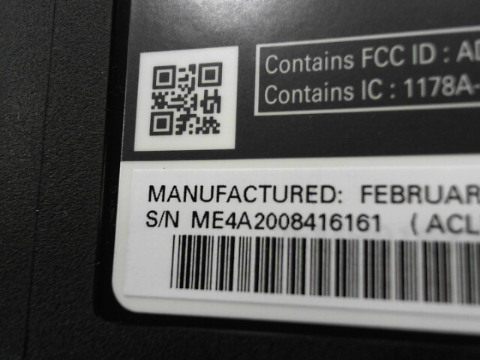 Contains FCC ID : AD
Contains IC : 1178A-
MANUFACTURED: FEBRUAR
S/N ME4A2008416161 ( ACL